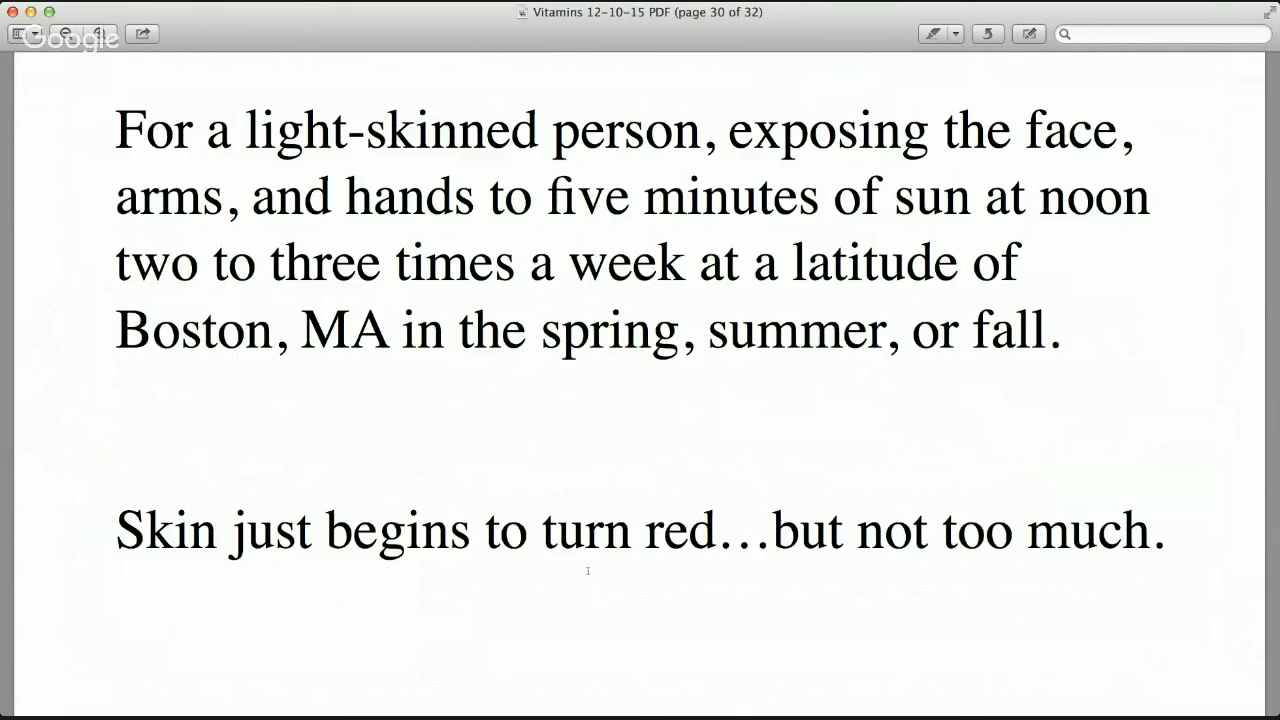 Vitamins 12-10-15 PDF (page 30 of 32)
Google
For a light-skinned person, exposing the face,
arms, and hands to five minutes of sun at noon
two to three times a week at a latitude of
Boston, MA in the spring, summer, or fall.
Skin just begins to turn red…but not too much.